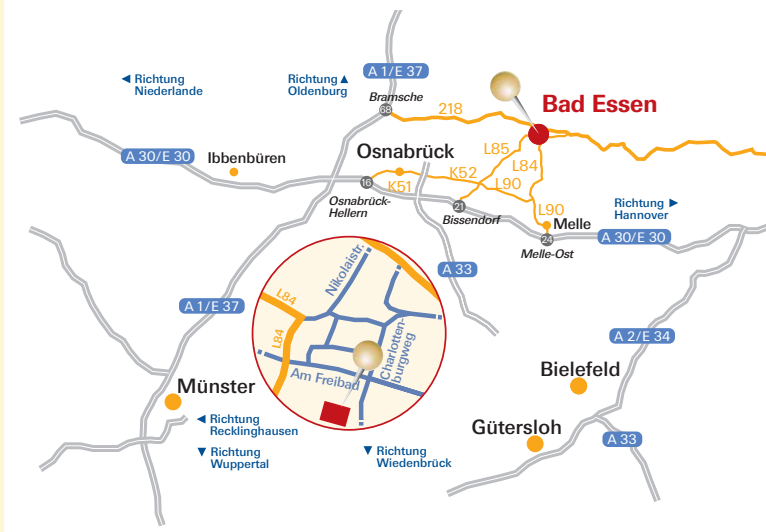 ◄ Richtung
Niederlande
Richtung ▲
Oldenburg
A 1/E 37
Bramsche
68
218
Bad Essen
A 30/E 30
Ibbenbüren
Osnabrück
L85
L84
16
K51
K52
L90
Osnabrück-
Hellern
21
Bissendorf
L90
Melle
24
Melle-Ost
Richtung ►
Hannover
A 30/E 30
A 33
A 1/E 37
Nikolaistr.
L84
L84
Charlotten-
burgweg
Am Freibad
A 2/E 34
Bielefeld
Münster
◄ Richtung
Recklinghausen
▼ Richtung
Wuppertal
▼ Richtung
Wiedenbrück
Gütersloh
A 33